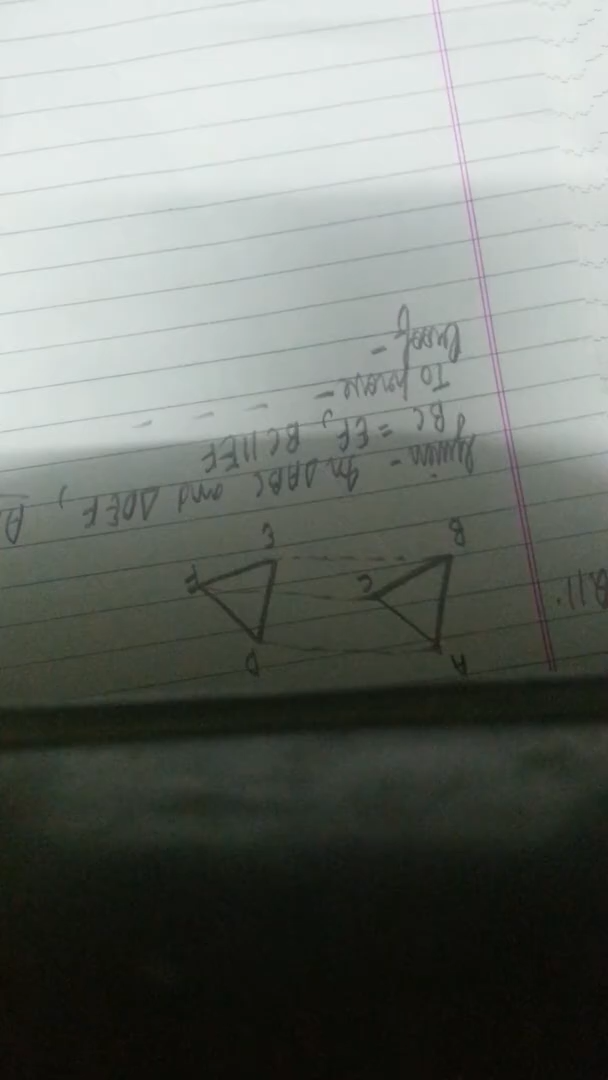 Q.11.
A D
C F
B E
Given - In ΔABC and ΔDEF, A
BC = EF, BC || EF
To prove - - - -
Proof -